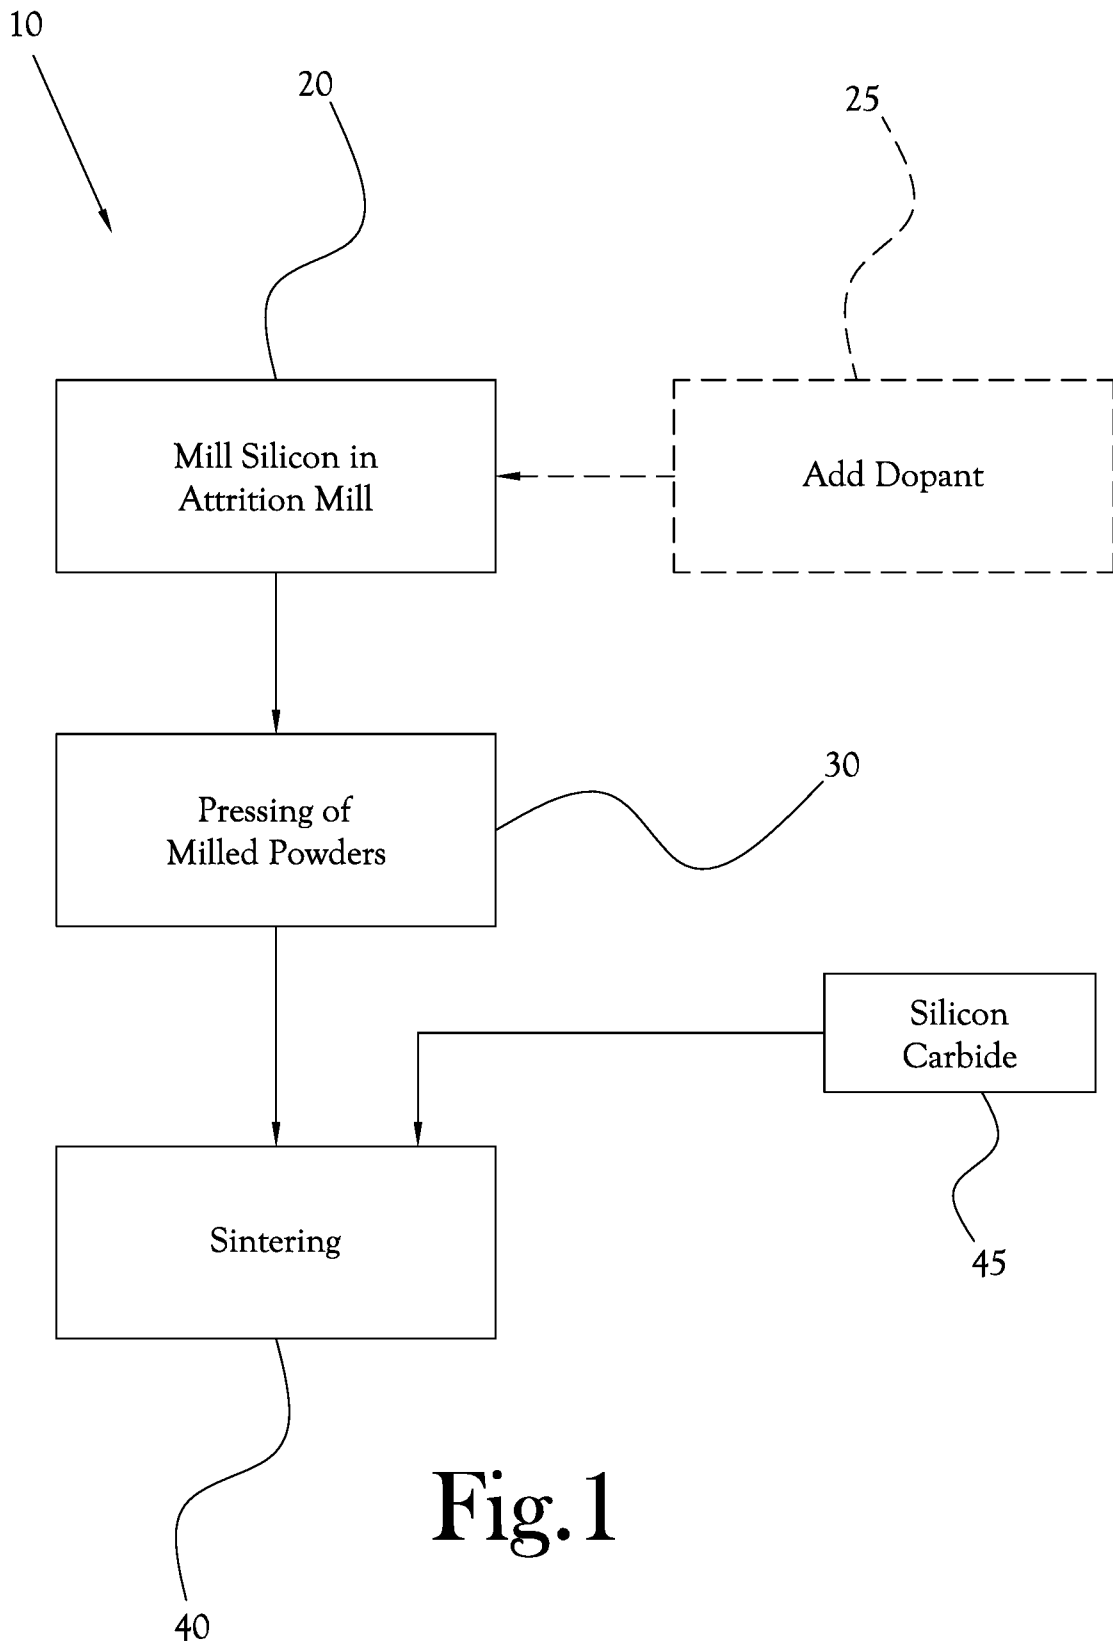 10
20
25
Mill Silicon in
Attrition Mill
Add Dopant
Pressing of
Milled Powders
30
Silicon
Carbide
Sintering
45
40
Fig.1